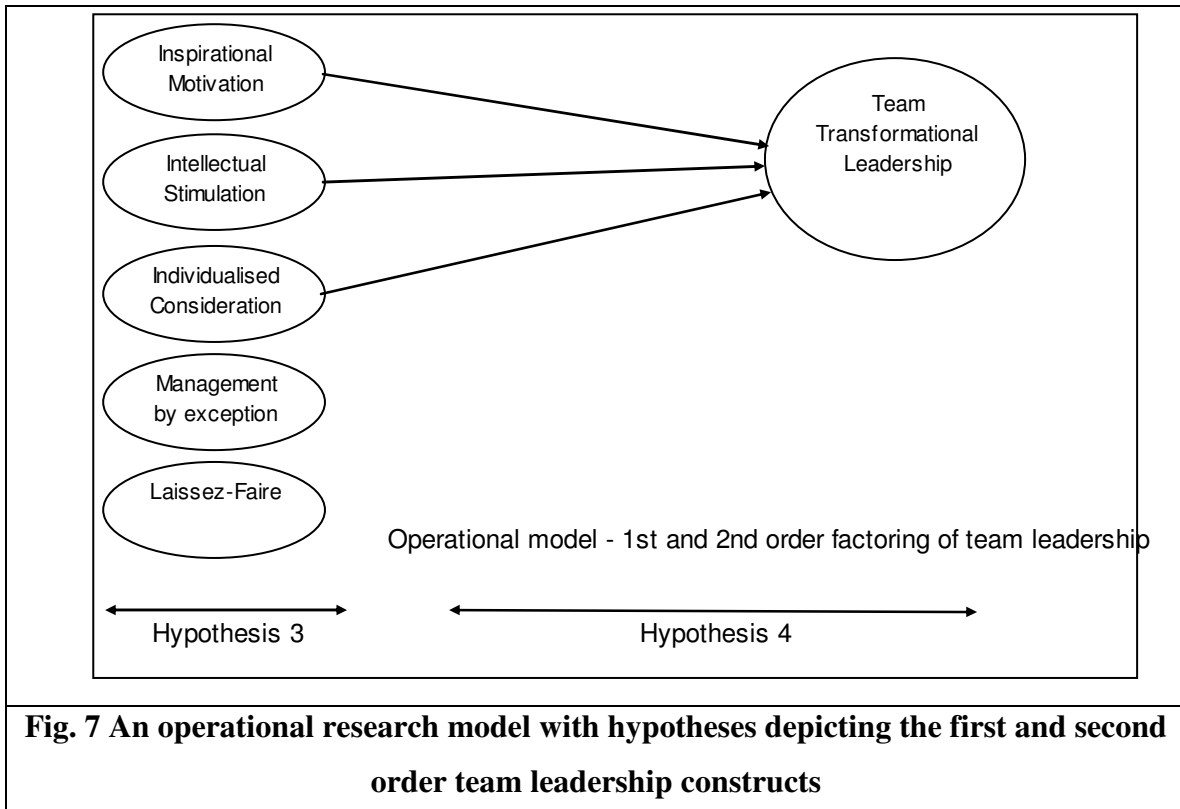 Inspirational
Motivation
Team
Transformational
Leadership
Intellectual
Stimulation
Individualised
Consideration
Management
by exception
Laissez-Faire
Operational model - 1st and 2nd order factoring of team leadership
Hypothesis 3
Hypothesis 4
Fig. 7 An operational research model with hypotheses depicting the first and second
order team leadership constructs